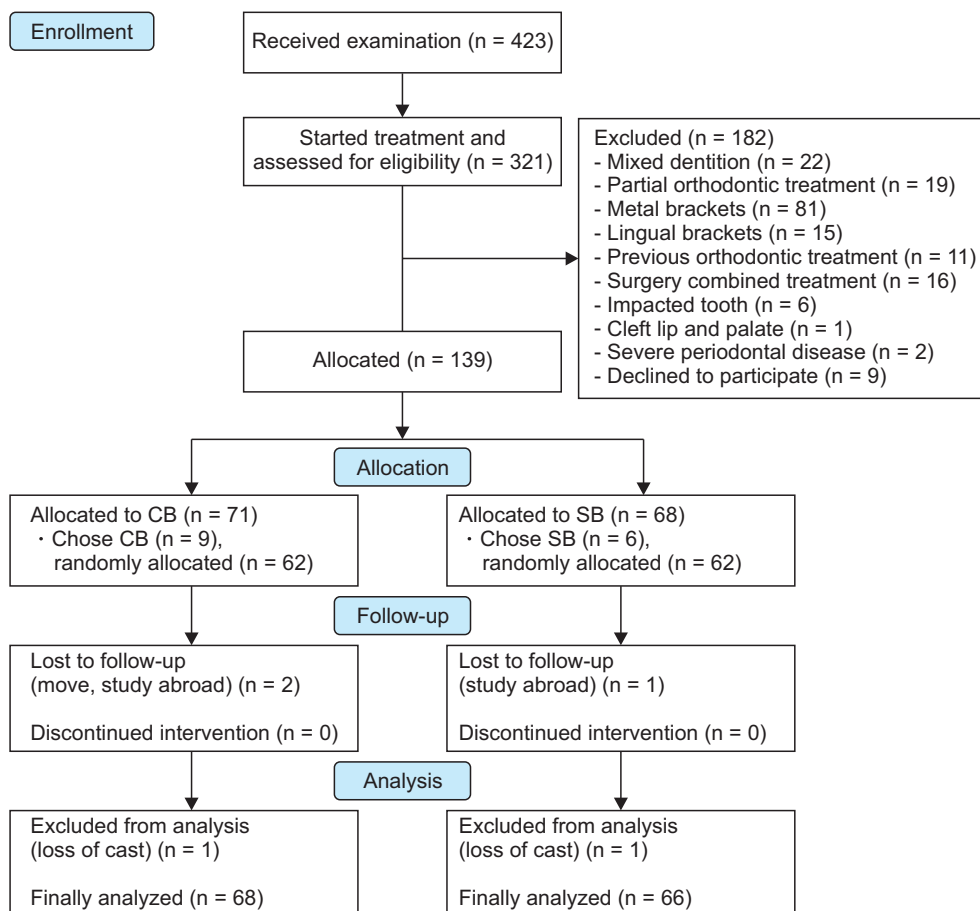 Enrollment
Received examination (n = 423)
Started treatment and
assessed for eligibility (n = 321)
Excluded (n = 182)
- Mixed dentition (n = 22)
- Partial orthodontic treatment (n = 19)
- Metal brackets (n = 81)
- Lingual brackets (n = 15)
- Previous orthodontic treatment (n = 11)
- Surgery combined treatment (n = 16)
- Impacted tooth (n = 6)
- Cleft lip and palate (n = 1)
- Severe periodontal disease (n = 2)
- Declined to participate (n = 9)
Allocated (n = 139)
Allocation
Allocated to CB (n = 71)
· Chose CB (n = 9),
randomly allocated (n = 62)
Allocated to SB (n = 68)
· Chose SB (n = 6),
randomly allocated (n = 62)
Follow-up
Lost to follow-up
(move, study abroad) (n = 2)
Discontinued intervention (n = 0)
Lost to follow-up
(study abroad) (n = 1)
Discontinued intervention (n = 0)
Analysis
Excluded from analysis
(loss of cast) (n = 1)
Finally analyzed (n = 68)
Excluded from analysis
(loss of cast) (n = 1)
Finally analyzed (n = 66)